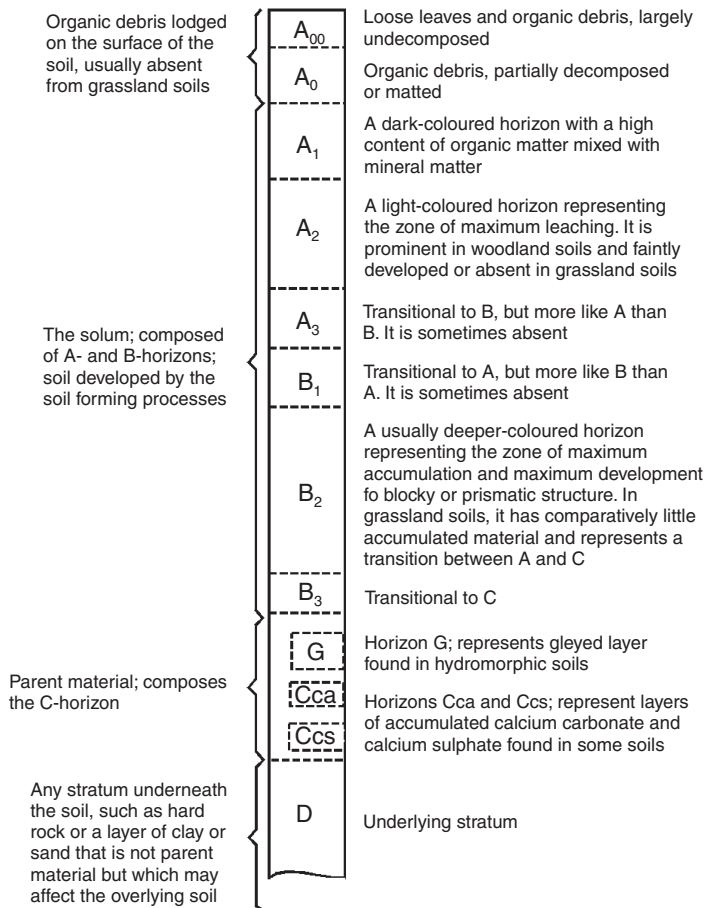 Organic debris lodged
on the surface of the
soil, usually absent
from grassland soils
A00
Loose leaves and organic debris, largely
undecomposed
A0
Organic debris, partially decomposed
or matted
The solum; composed
of A- and B-horizons;
soil developed by the
soil forming processes
A1
A dark-coloured horizon with a high
content of organic matter mixed with
mineral matter
A2
A light-coloured horizon representing
the zone of maximum leaching. It is
prominent in woodland soils and faintly
developed or absent in grassland soils
A3
Transitional to B, but more like A than
B. It is sometimes absent
B1
Transitional to A, but more like B than
A. It is sometimes absent
B2
A usually deeper-coloured horizon
representing the zone of maximum
accumulation and maximum development
fo blocky or prismatic structure. In
grassland soils, it has comparatively little
accumulated material and represents a
transition between A and C
B3
Transitional to C
Parent material; composes
the C-horizon
G
Horizon G; represents gleyed layer
found in hydromorphic soils
Cca
Ccs
Horizons Cca and Ccs; represent layers
of accumulated calcium carbonate and
calcium sulphate found in some soils
Any stratum underneath
the soil, such as hard
rock or a layer of clay or
sand that is not parent
material but which may
affect the overlying soil
D
Underlying stratum